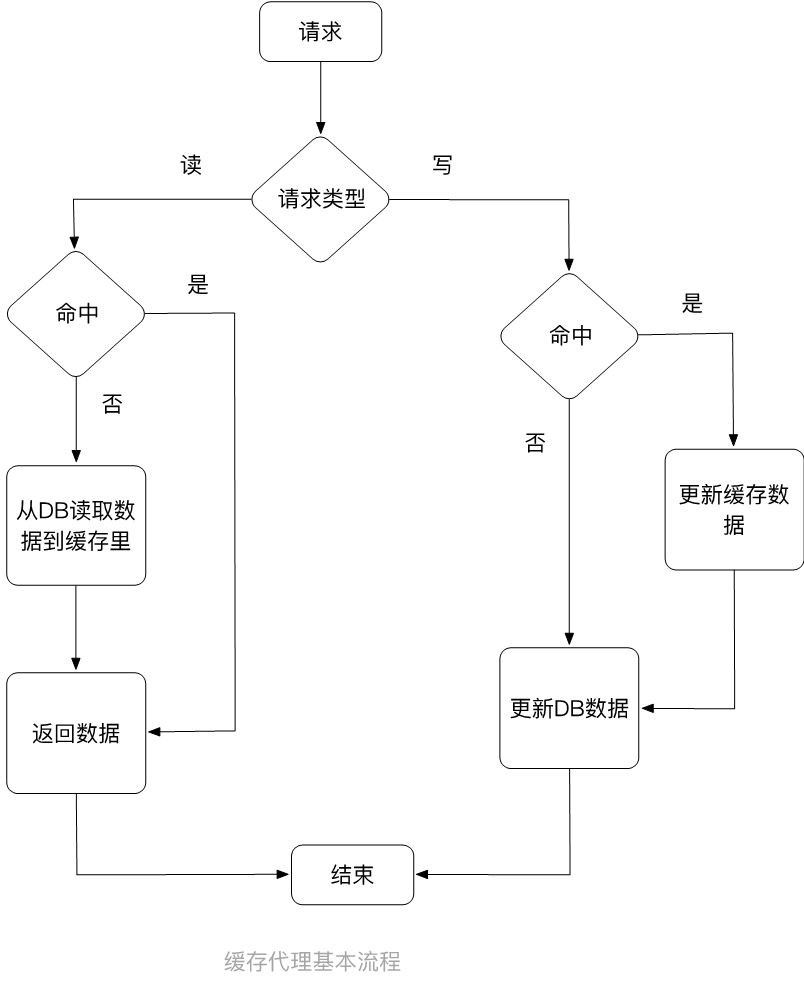 请求
读
写
请求类型
是
命中
是
命中
否
否
从DB读取数
据到缓存里
更新缓存数
据
返回数据
更新DB数据
结束
缓存代理基本流程